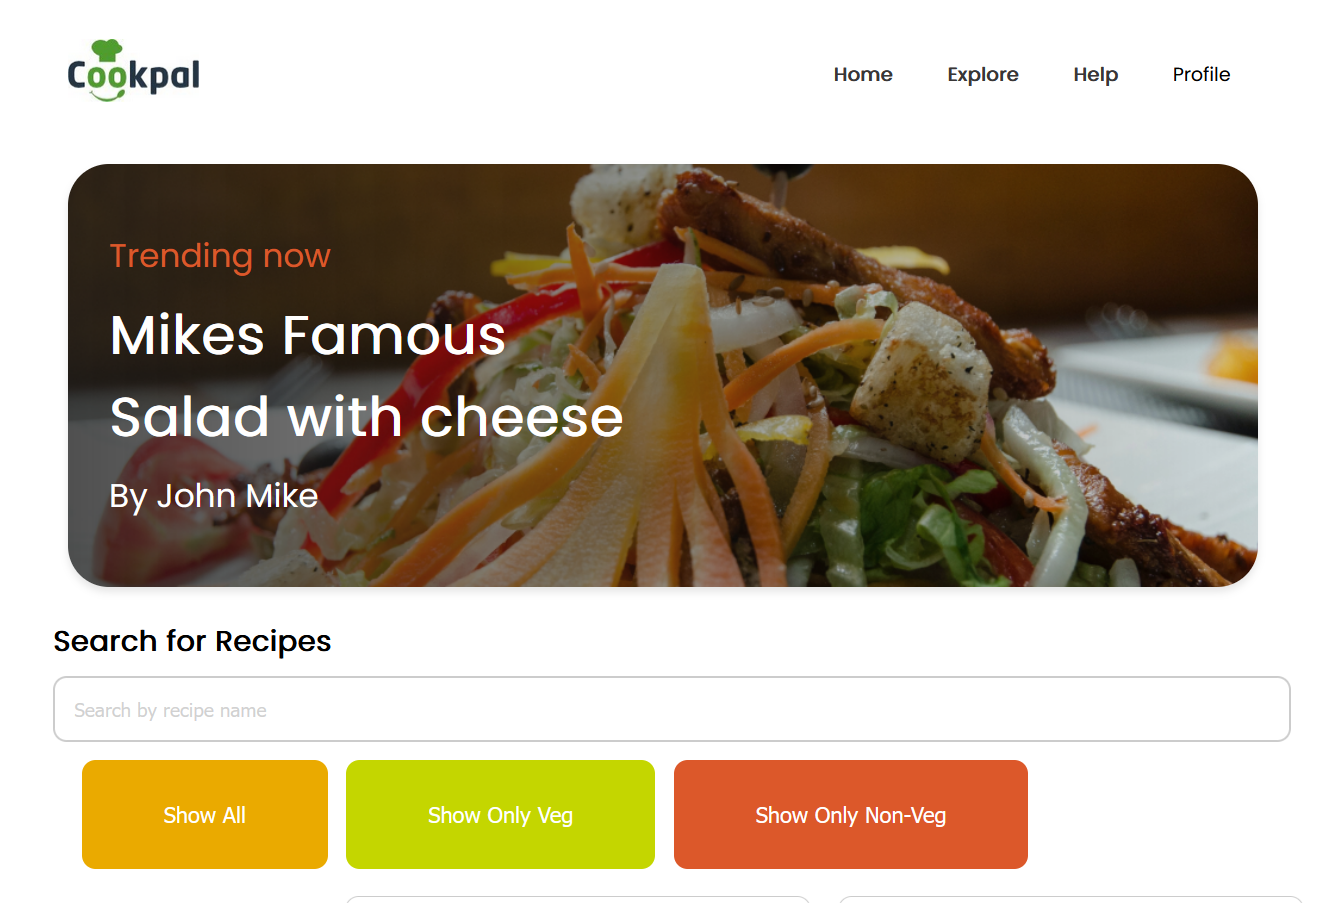 Cookpal
Home Explore Help Profile
Trending now
Mikes Famous
Salad with cheese
By John Mike
Search for Recipes
Search by recipe name
Show All Show Only Veg Show Only Non-Veg